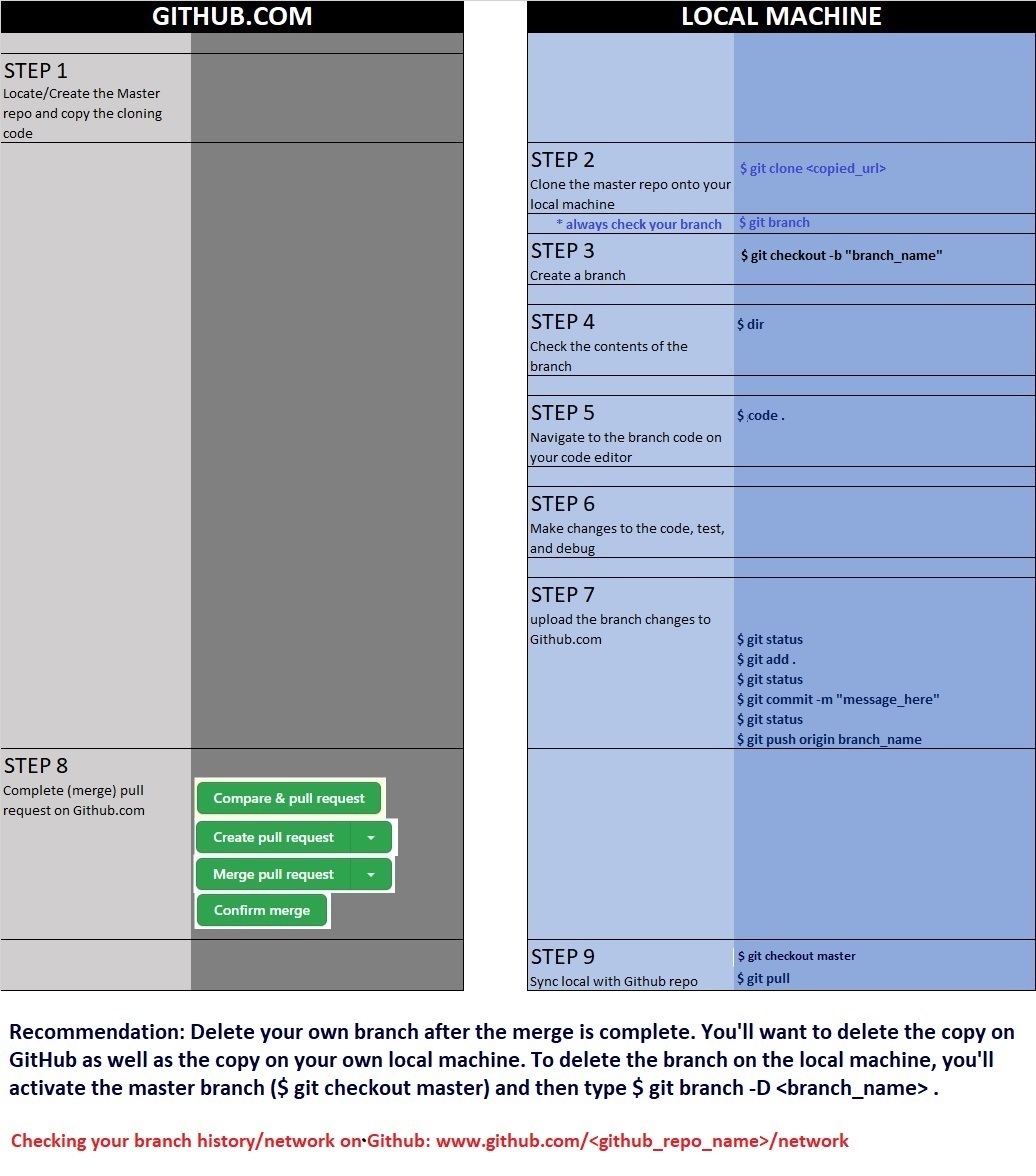 GITHUB.COM
LOCAL MACHINE
STEP 1
Locate/Create the Master
repo and copy the cloning
code
STEP 2
Clone the master repo onto your
local machine
$ git clone <copied_url>
* always check your branch
$ git branch
STEP 3
Create a branch
$ git checkout -b "branch_name"
STEP 4
Check the contents of the
branch
$ dir
STEP 5
Navigate to the branch code on
your code editor
$ code .
STEP 6
Make changes to the code, test,
and debug
STEP 7
upload the branch changes to
Github.com
$ git status
$ git add .
$ git status
$ git commit -m "message_here"
$ git status
$ git push origin branch_name
STEP 8
Complete (merge) pull
request on Github.com
Compare & pull request
Create pull request
Merge pull request
Confirm merge
STEP 9
Sync local with Github repo
$ git checkout master
$ git pull
Recommendation: Delete your own branch after the merge is complete. You'll want to delete the copy on
GitHub as well as the copy on your own local machine. To delete the branch on the local machine, you'll
activate the master branch ($ git checkout master) and then type $ git branch -D <branch_name> .
Checking your branch history/network on Github: www.github.com/<github_repo_name>/network